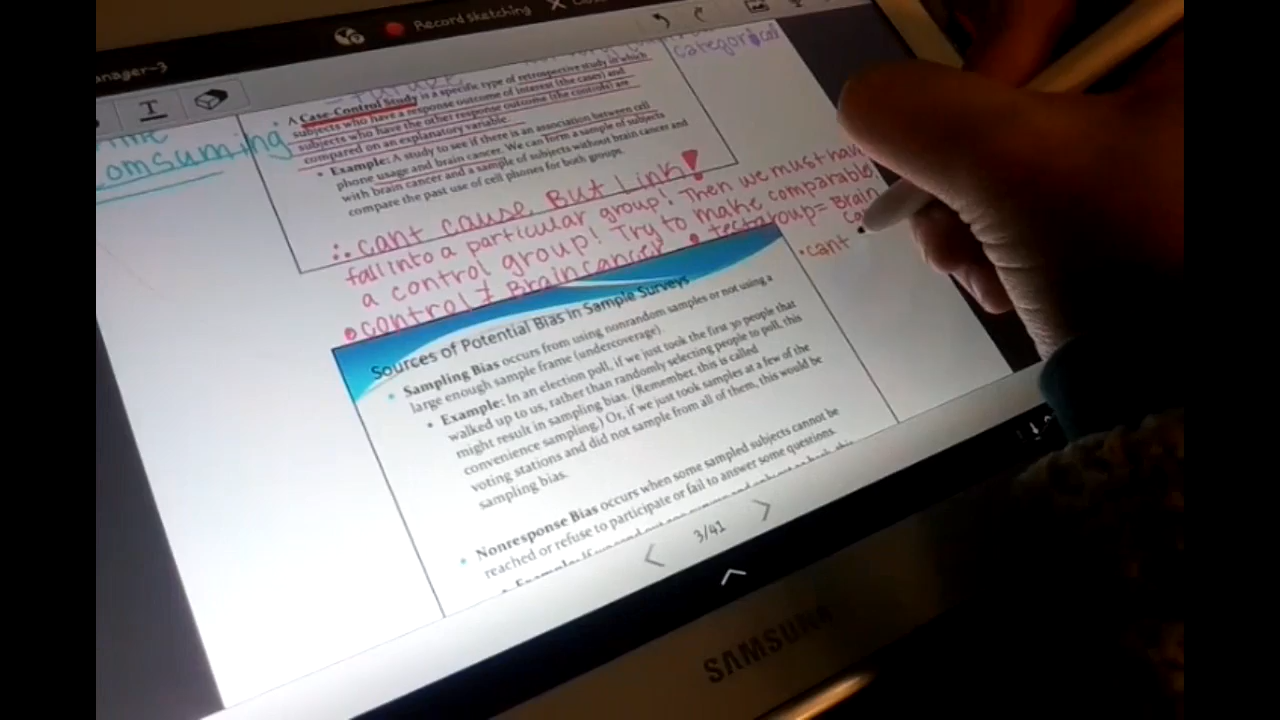 Record sketching
anager~3
T
categorical
A Case-Control Study is a specific type of retrospective study in which
subjects who have a response outcome of interest (the cases) and
subjects who have the other response outcome (the controls) are
compared on an explanatory variable.
• Example: A study to see if there is an association between cell
phone usage and brain cancer. We can form a sample of subjects
with brain cancer and a sample of subjects without brain cancer and
compare the past use of cell phones for both groups.
comsuming
∴ cant cause But Link!
fall into a particular group! Then we must have
a control group! Try to make comparable
• control ≠ Brain cancer • testgroup = Brain
• cant
Sources of Potential Bias in Sample Surveys
• Sampling Bias occurs from using nonrandom samples or not using a
large enough sample frame (undercoverage).
• Example: In an election poll, if we just took the first 30 people that
walked up to us, rather than randomly selecting people to poll, this
might result in sampling bias. (Remember, this is called
convenience sampling.) Or, if we just took samples at a few of the
voting stations and did not sample from all of them, this would be
sampling bias.
• Nonresponse Bias occurs when some sampled subjects cannot be
reached or refuse to participate or fail to answer some questions.
3/41
SAMSUNG